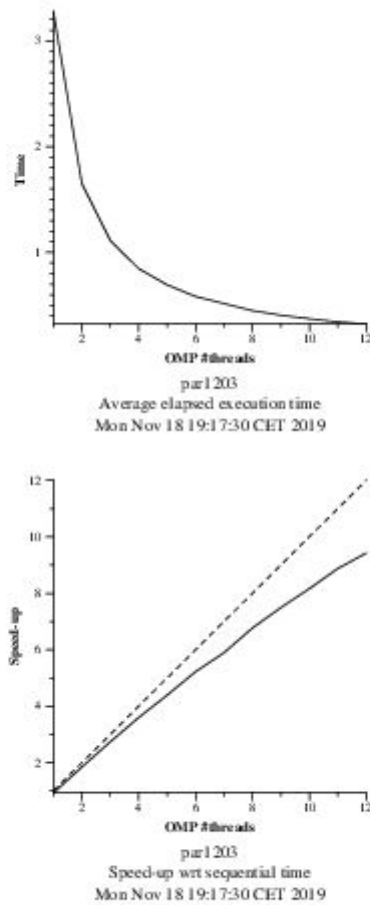 3
2
1
Time
2
4
6
8
10
12
OMP #threads
par1203
Average elapsed execution time
Mon Nov 18 19:17:30 CET 2019
12
10
8
6
4
2
Speed-up
2
4
6
8
10
12
OMP #threads
par1203
Speed-up wrt sequential time
Mon Nov 18 19:17:30 CET 2019